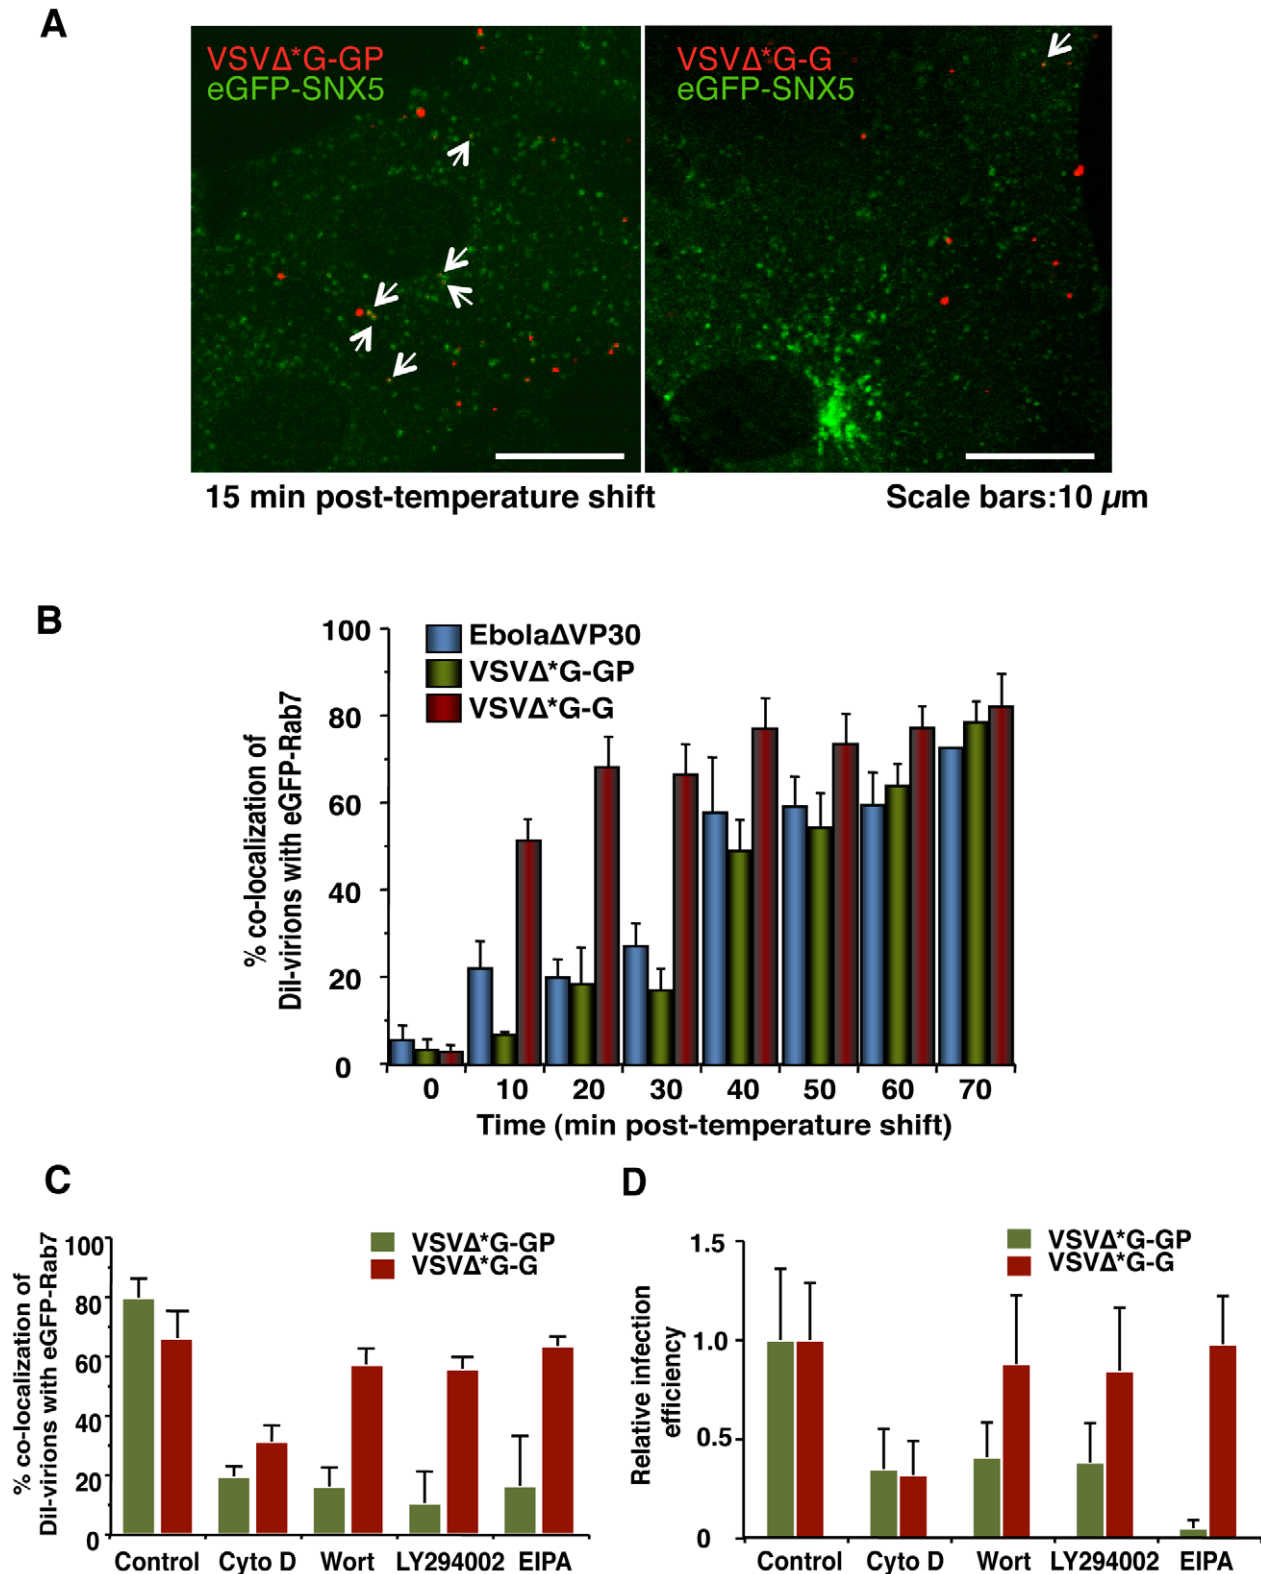 A
VSVΔ*G-GP
eGFP-SNX5
VSVΔ*G-G
eGFP-SNX5
15 min post-temperature shift
Scale bars:10 µm
B
EbolaΔVP30
VSVΔ*G-GP
VSVΔ*G-G
% co-localization of
Dil-virions with eGFP-Rab7
100
80
60
40
20
0
0 10 20 30 40 50 60 70
Time (min post-temperature shift)
C
VSVΔ*G-GP
VSVΔ*G-G
% co-localization of
Dil-virions with eGFP-Rab7
100
80
60
40
20
0
Control Cyto D Wort LY294002 EIPA
D
VSVΔ*G-GP
VSVΔ*G-G
Relative infection
efficiency
1.5
1.0
0.5
0
Control Cyto D Wort LY294002 EIPA